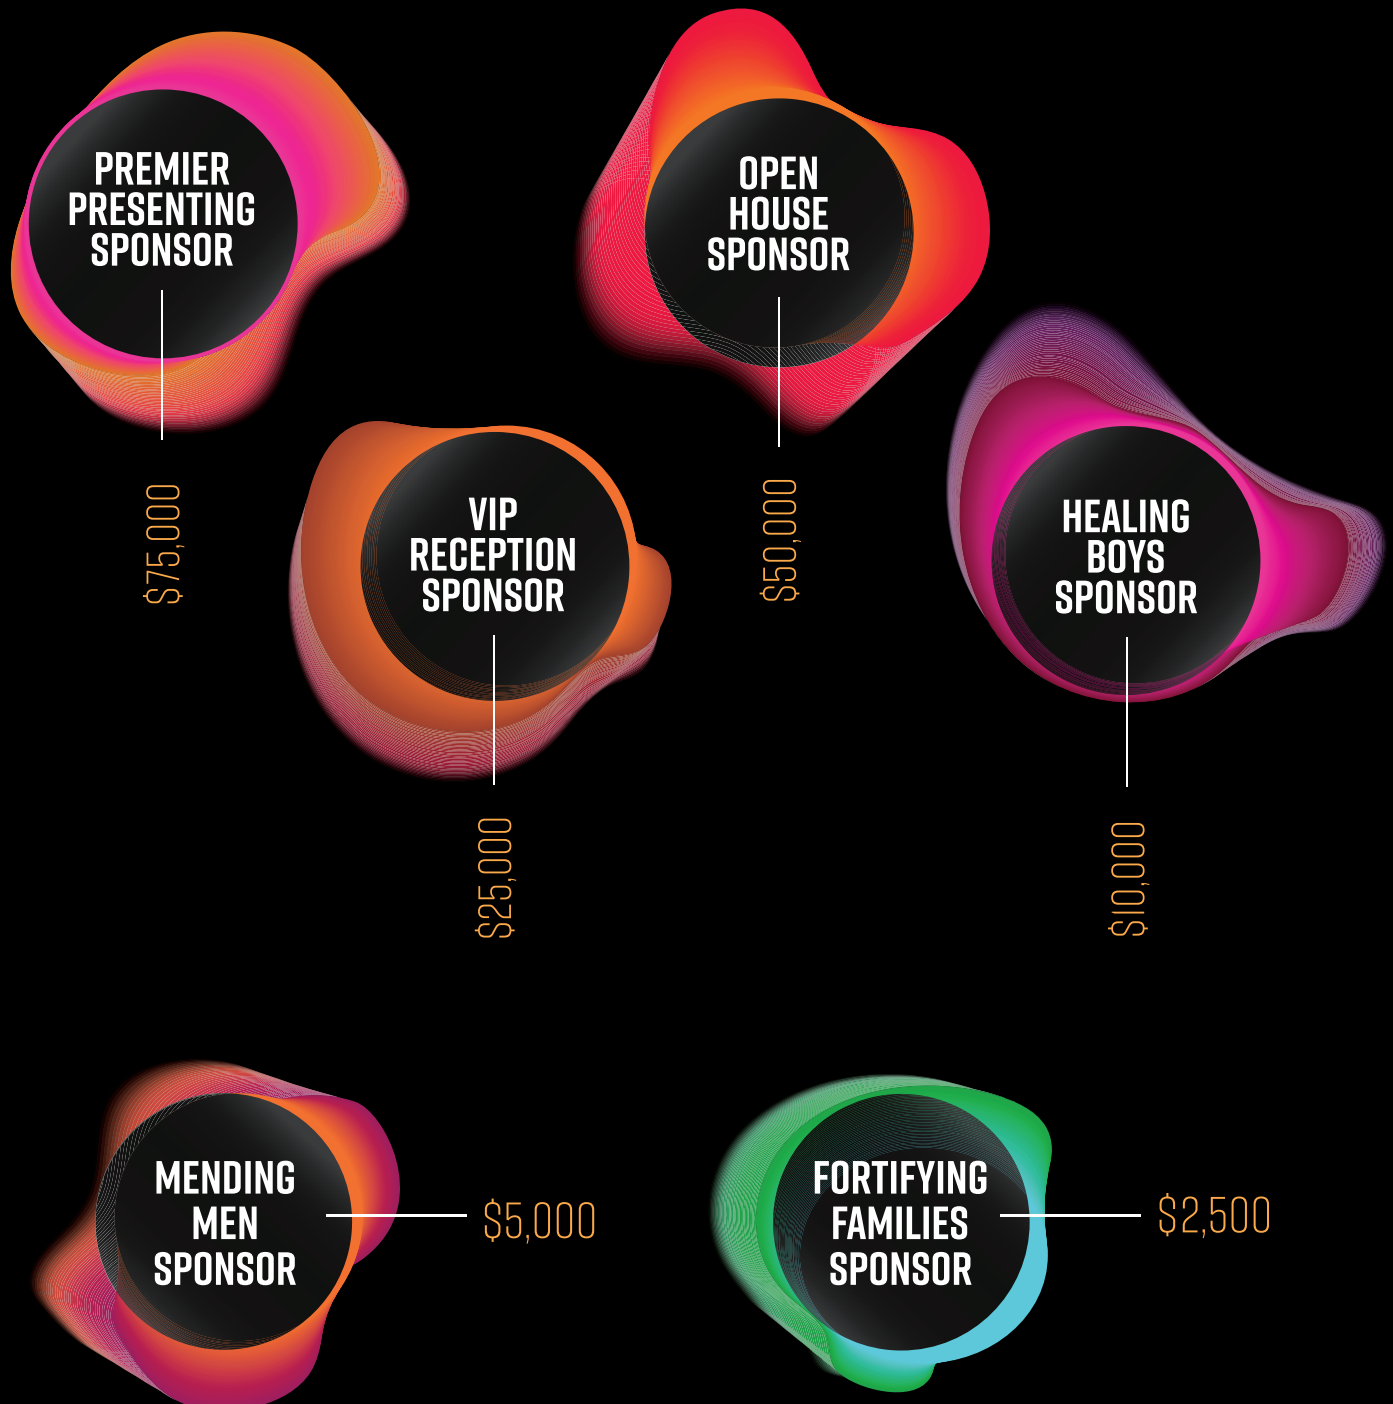 PREMIER
PRESENTING
SPONSOR
$75,000
OPEN
HOUSE
SPONSOR
$50,000
VIP
RECEPTION
SPONSOR
$25,000
HEALING
BOYS
SPONSOR
$10,000
MENDING
MEN
SPONSOR
$5,000
FORTIFYING
FAMILIES
SPONSOR
$2,500